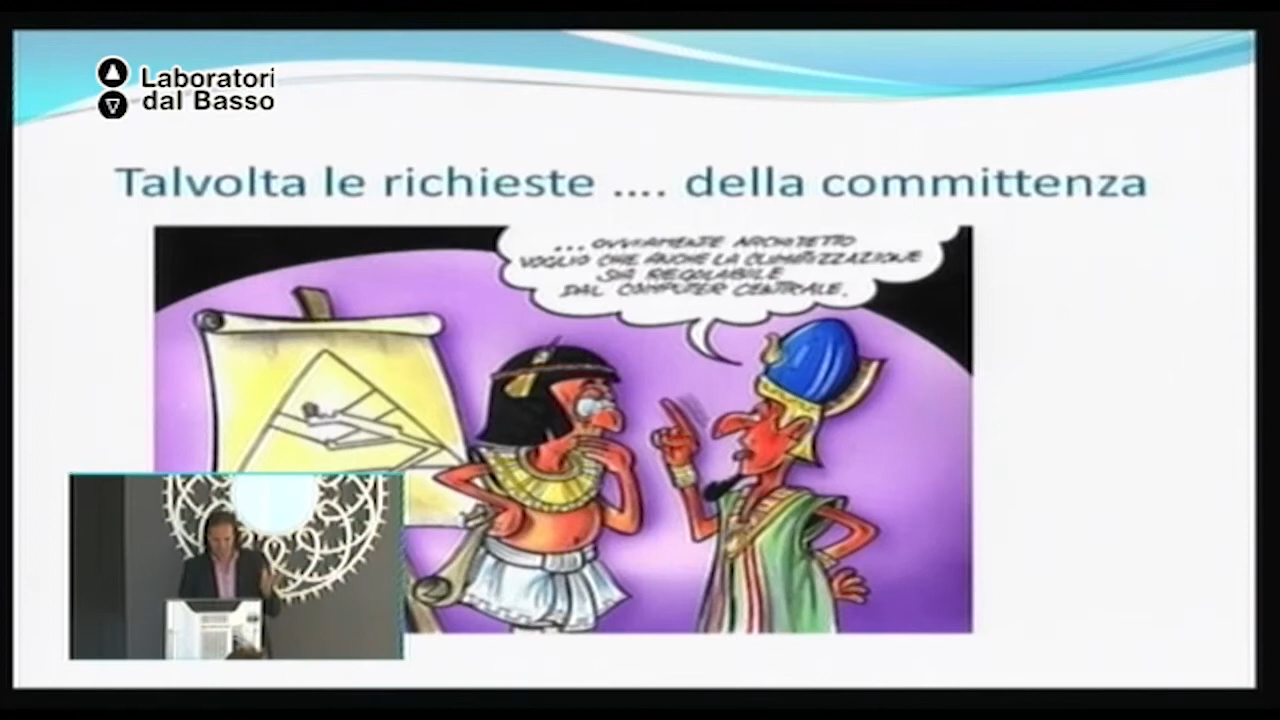 Laboratori
dal Basso
Talvolta le richieste .... della committenza
... OVVIAMENTE ARCHITETTO
VOGLIO CHE ANCHE LA CLIMATIZZAZIONE
SIA REGOLABILE
DAL COMPUTER CENTRALE.